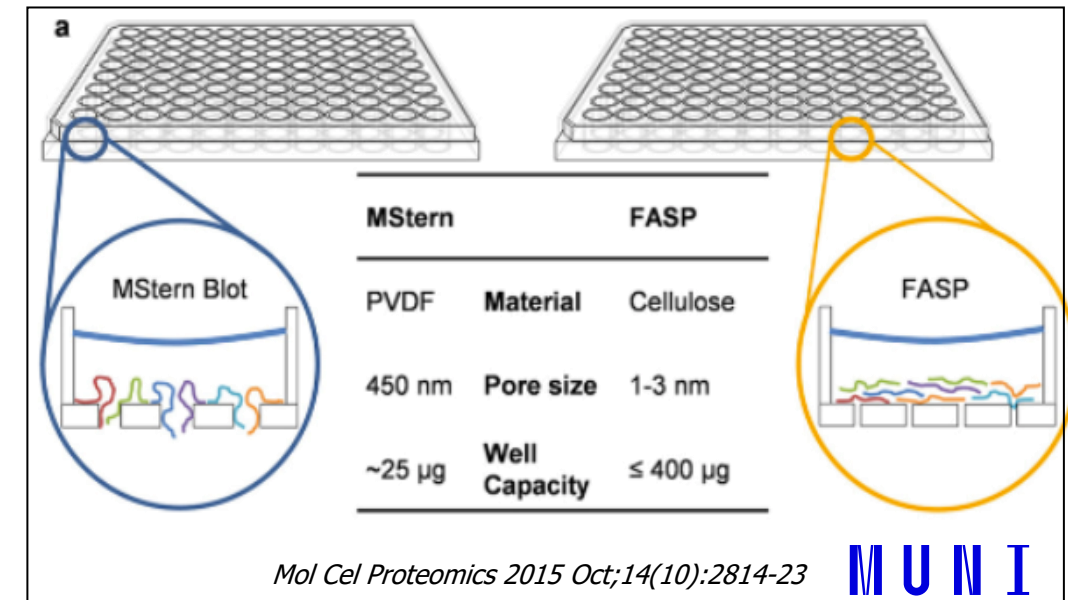 a
MStern FASP
MStern Blot
FASP
PVDF Material Cellulose
450 nm Pore size 1-3 nm
~25 µg Well Capacity ≤ 400 µg
Mol Cel Proteomics 2015 Oct;14(10):2814-23
MUNI